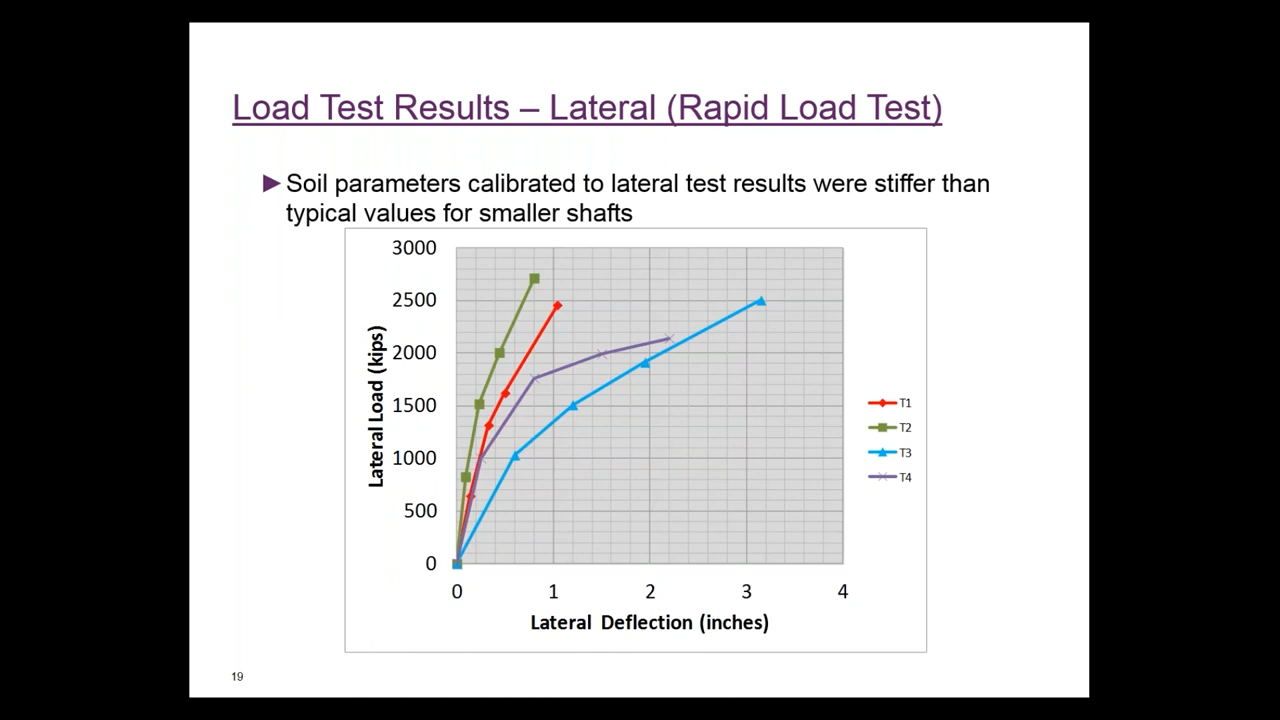 Load Test Results – Lateral (Rapid Load Test)
►Soil parameters calibrated to lateral test results were stiffer than
typical values for smaller shafts
3000
2500
2000
1500
1000
500
0
Lateral Load (kips)
0 1 2 3 4
Lateral Deflection (inches)
T1
T2
T3
T4
19